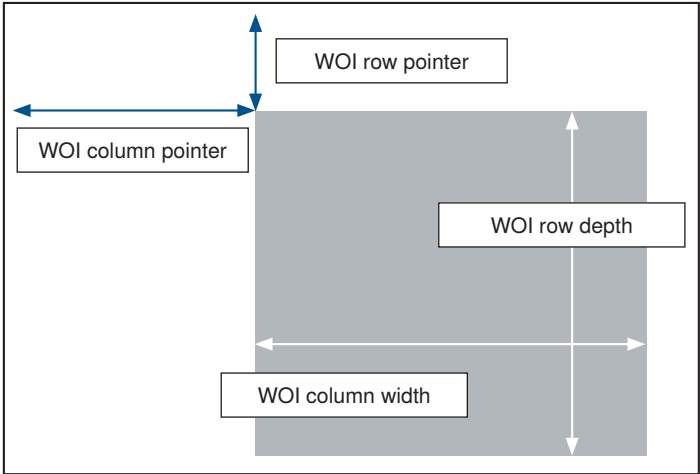 WOI row pointer
WOI column pointer
WOI row depth
WOI column width